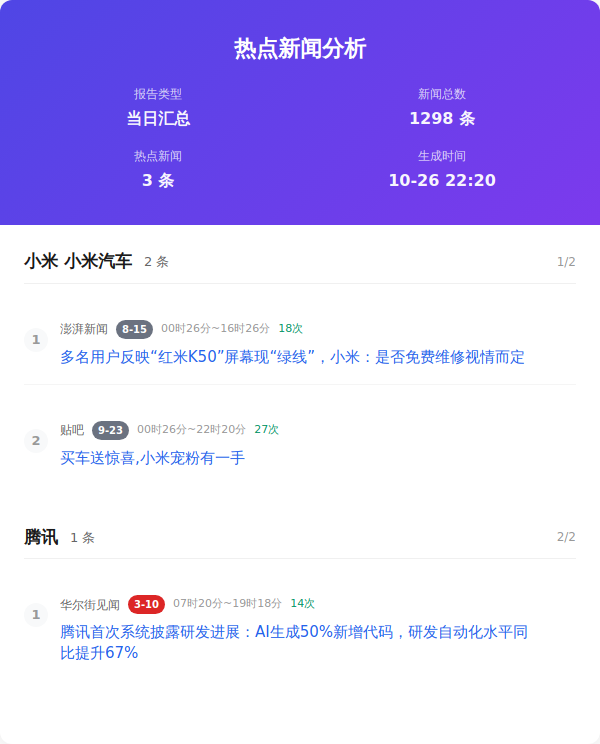 热点新闻分析
报告类型
新闻总数
当日汇总
1298 条
热点新闻
生成时间
3 条
10-26 22:20
小米 小米汽车 2 条 1/2
1
澎湃新闻 8-15 00时26分~16时26分 18次
多名用户反映“红米K50”屏幕现“绿线”，小米：是否免费维修视情而定
2
贴吧 9-23 00时26分~22时20分 27次
买车送惊喜,小米宠粉有一手
腾讯 1 条 2/2
1
华尔街见闻 3-10 07时20分~19时18分 14次
腾讯首次系统披露研发进展：AI生成50%新增代码，研发自动化水平同
比提升67%